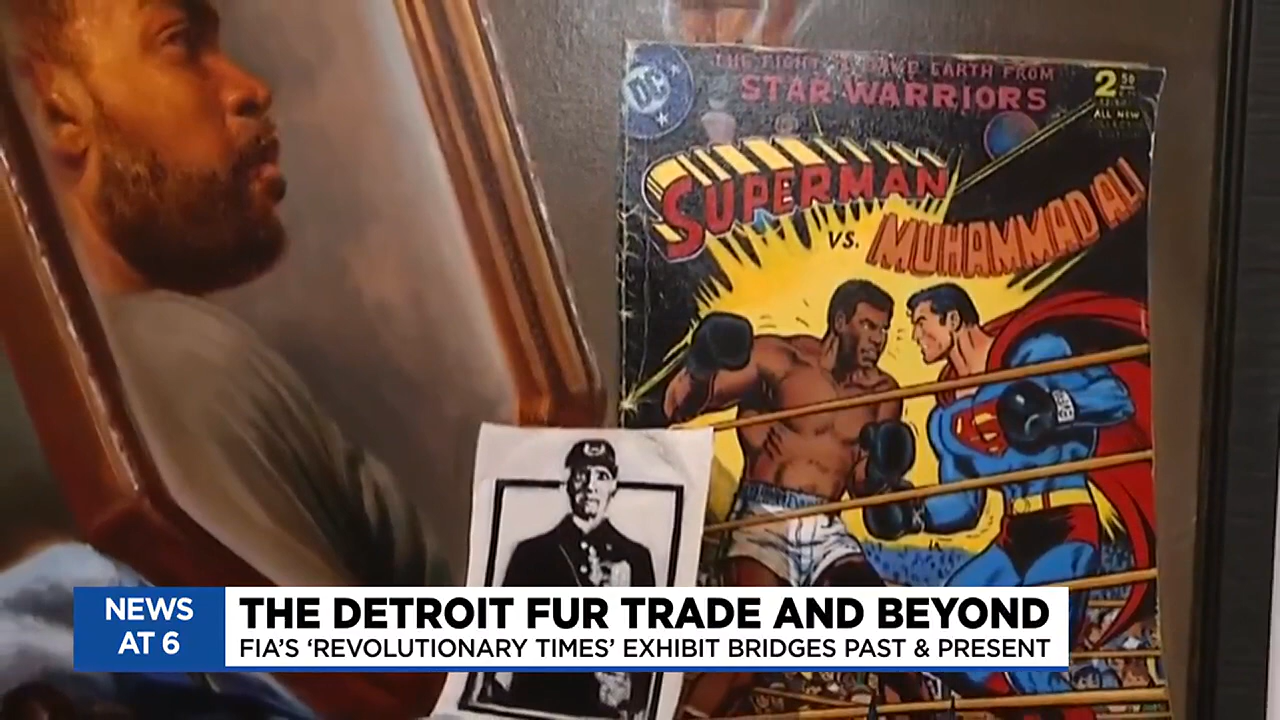 DC
THE FIGHT TO SAVE EARTH FROM
STAR WARRIORS
2 50
ALL NEW
SUPERMAN
VS.
MUHAMMAD ALI
NEWS
AT 6
THE DETROIT FUR TRADE AND BEYOND
FIA'S ‘REVOLUTIONARY TIMES’ EXHIBIT BRIDGES PAST & PRESENT